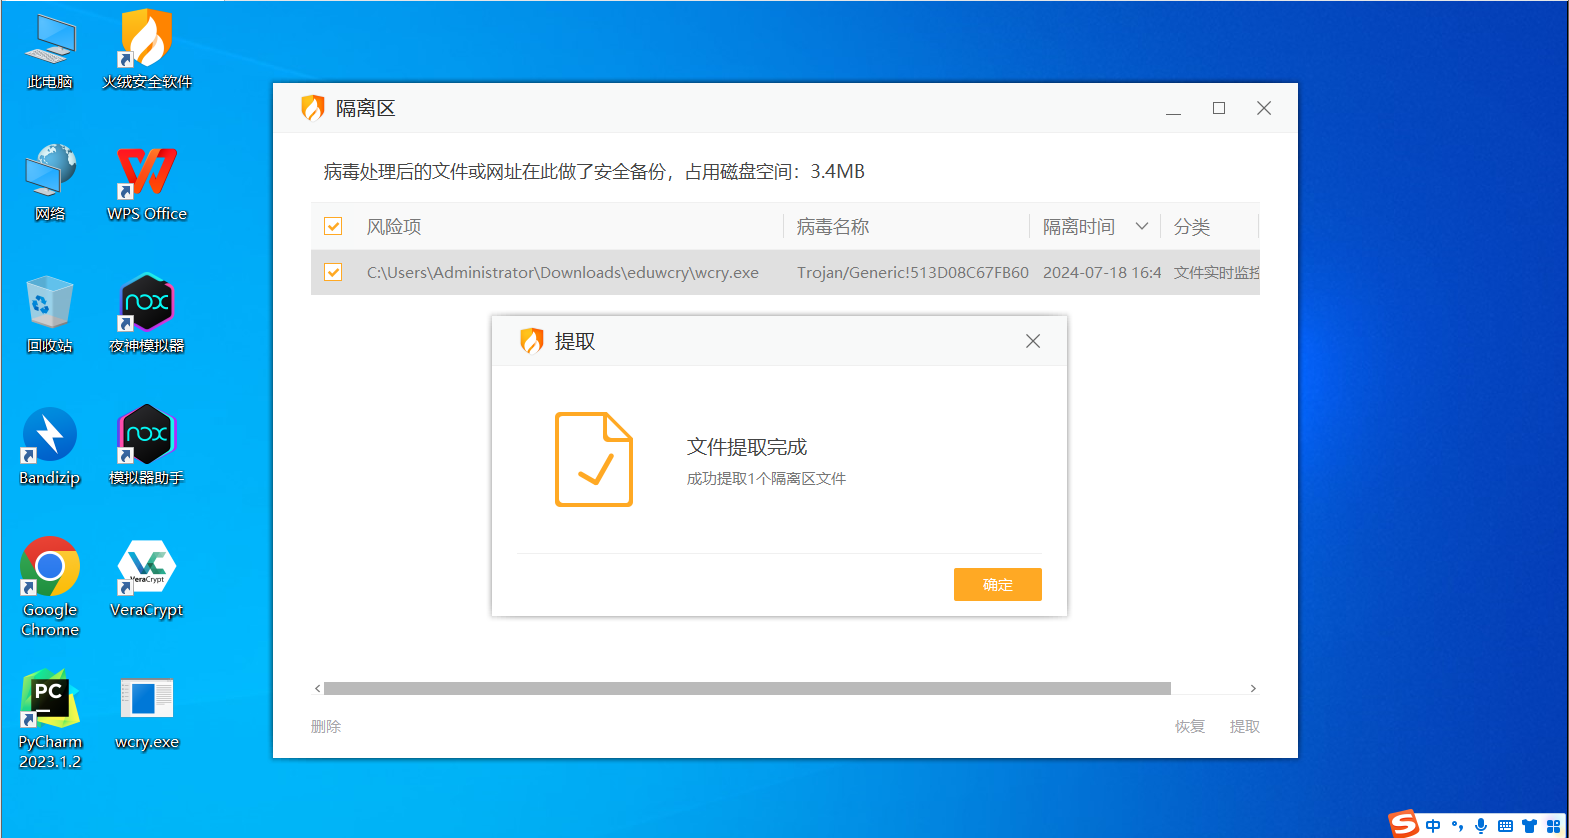 此电脑
火绒安全软件
网络
WPS Office
回收站
夜神模拟器
Bandizip
模拟器助手
Google
Chrome
VeraCrypt
PyCharm
2023.1.2
wcry.exe
隔离区
病毒处理后的文件或网址在此做了安全备份，占用磁盘空间：3.4MB
风险项 病毒名称 隔离时间 分类
C:\Users\Administrator\Downloads\eduwcry\wcry.exe Trojan/Generic!513D08C67FB60 2024-07-18 16:4 文件实时监控
提取
文件提取完成
成功提取1个隔离区文件
确定
删除 恢复 提取
中